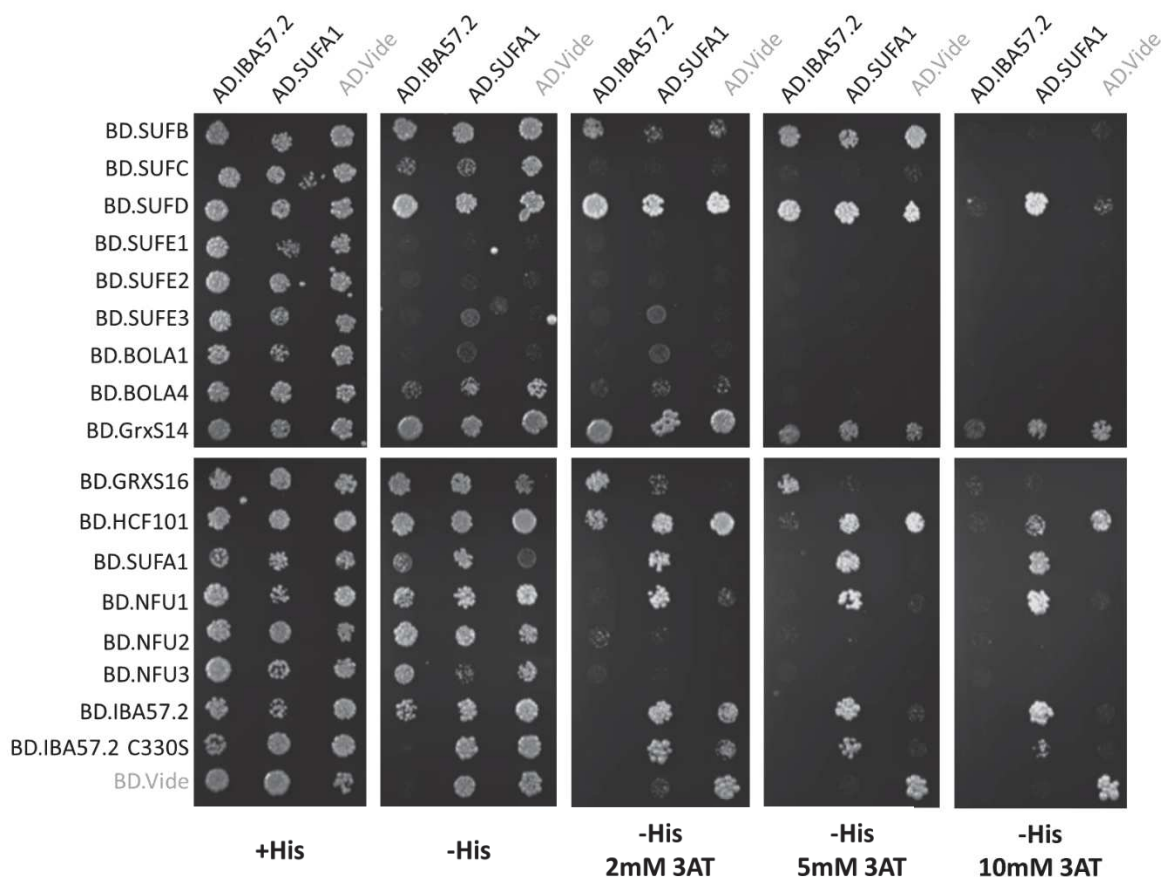 AD.IBA57.2 AD.SUFA1 AD.Vide AD.IBA57.2 AD.SUFA1 AD.Vide AD.IBA57.2 AD.SUFA1 AD.Vide AD.IBA57.2 AD.SUFA1 AD.Vide AD.IBA57.2 AD.SUFA1 AD.Vide
BD.SUFB
BD.SUFC
BD.SUFD
BD.SUFE1
BD.SUFE2
BD.SUFE3
BD.BOLA1
BD.BOLA4
BD.GrxS14
BD.GRXS16
BD.HCF101
BD.SUFA1
BD.NFU1
BD.NFU2
BD.NFU3
BD.IBA57.2
BD.IBA57.2 C330S
BD.Vide
+His -His -His -His -His
2mM 3AT 5mM 3AT 10mM 3AT